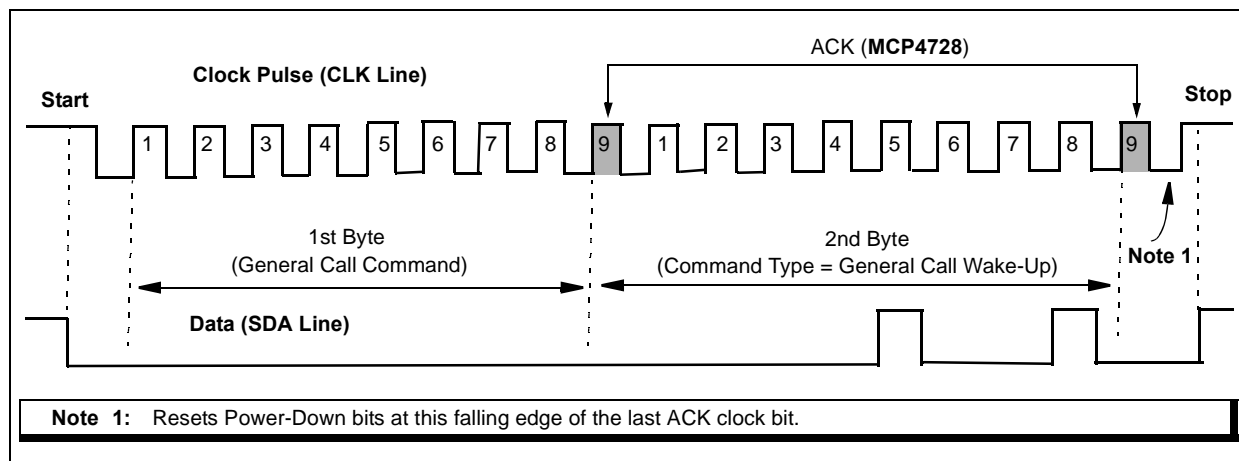 ACK (MCP4728)
Clock Pulse (CLK Line)
Start
Stop
1 2 3 4 5 6 7 8 9 1 2 3 4 5 6 7 8 9
1st Byte
(General Call Command)
2nd Byte
(Command Type = General Call Wake-Up)
Note 1
Data (SDA Line)
Note 1: Resets Power-Down bits at this falling edge of the last ACK clock bit.